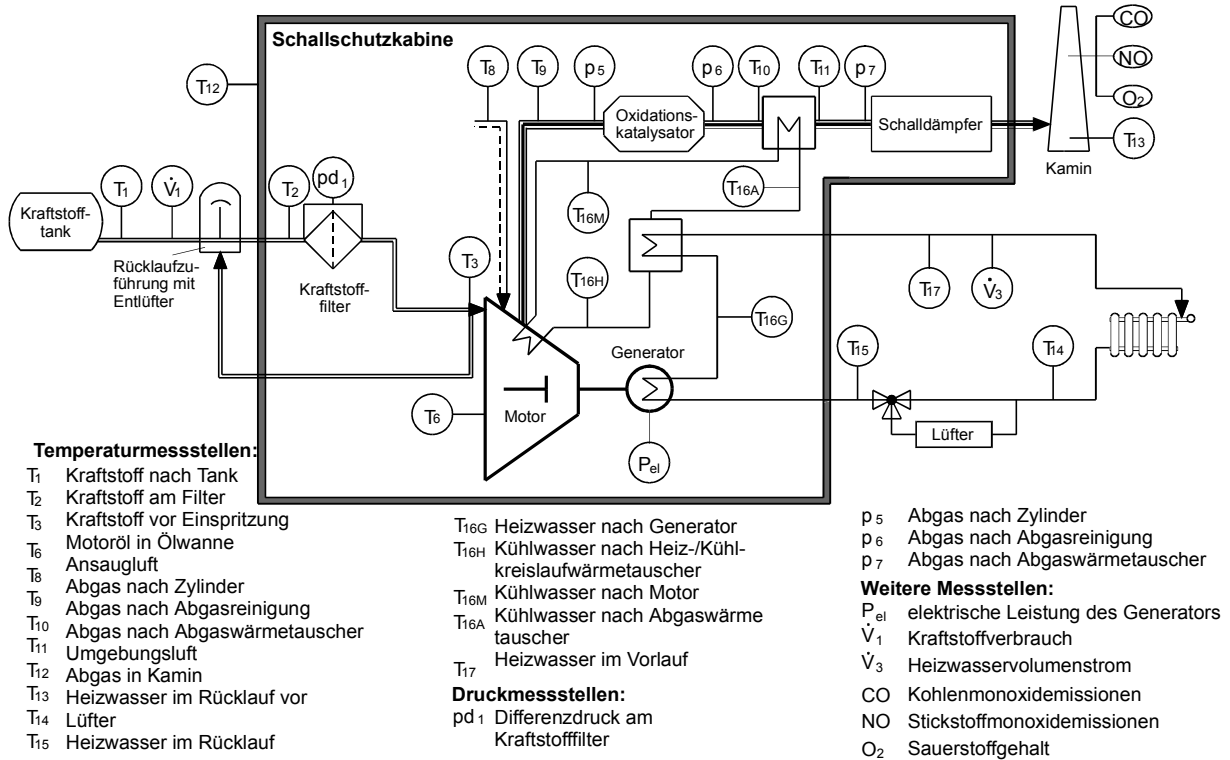 Schallschutzkabine
CO
NO
O2
T8
T9
p5
p6
T10
T11
p7
T12
Oxidations-
katalysator
Schalldämpfer
T13
Kamin
T1
V̇1
T2
pd1
T16M
T16A
Kraftstoff-
tank
Rücklaufzu-
führung mit
Entlüfter
Kraftstoff-
filter
T3
T16H
T16G
T17
V̇3
Generator
T15
T14
T6
Motor
Lüfter
Pel
Temperaturmessstellen:
T1 Kraftstoff nach Tank
T2 Kraftstoff am Filter
T3 Kraftstoff vor Einspritzung
T6 Motoröl in Ölwanne
T8 Ansaugluft
T9 Abgas nach Zylinder
T10 Abgas nach Abgasreinigung
T11 Abgas nach Abgaswärmetauscher
T12 Umgebungsluft
T13 Abgas in Kamin
T14 Heizwasser im Rücklauf vor
Lüfter
T15 Heizwasser im Rücklauf
T16G Heizwasser nach Generator
T16H Kühlwasser nach Heiz-/Kühl-
kreislaufwärmetauscher
T16M Kühlwasser nach Motor
T16A Kühlwasser nach Abgaswärme
tauscher
T17 Heizwasser im Vorlauf
Druckmessstellen:
pd1 Differenzdruck am
Kraftstofffilter
p5 Abgas nach Zylinder
p6 Abgas nach Abgasreinigung
p7 Abgas nach Abgaswärmetauscher
Weitere Messstellen:
Pel elektrische Leistung des Generators
V̇1 Kraftstoffverbrauch
V̇3 Heizwasservolumenstrom
CO Kohlenmonoxidemissionen
NO Stickstoffmonoxidemissionen
O2 Sauerstoffgehalt